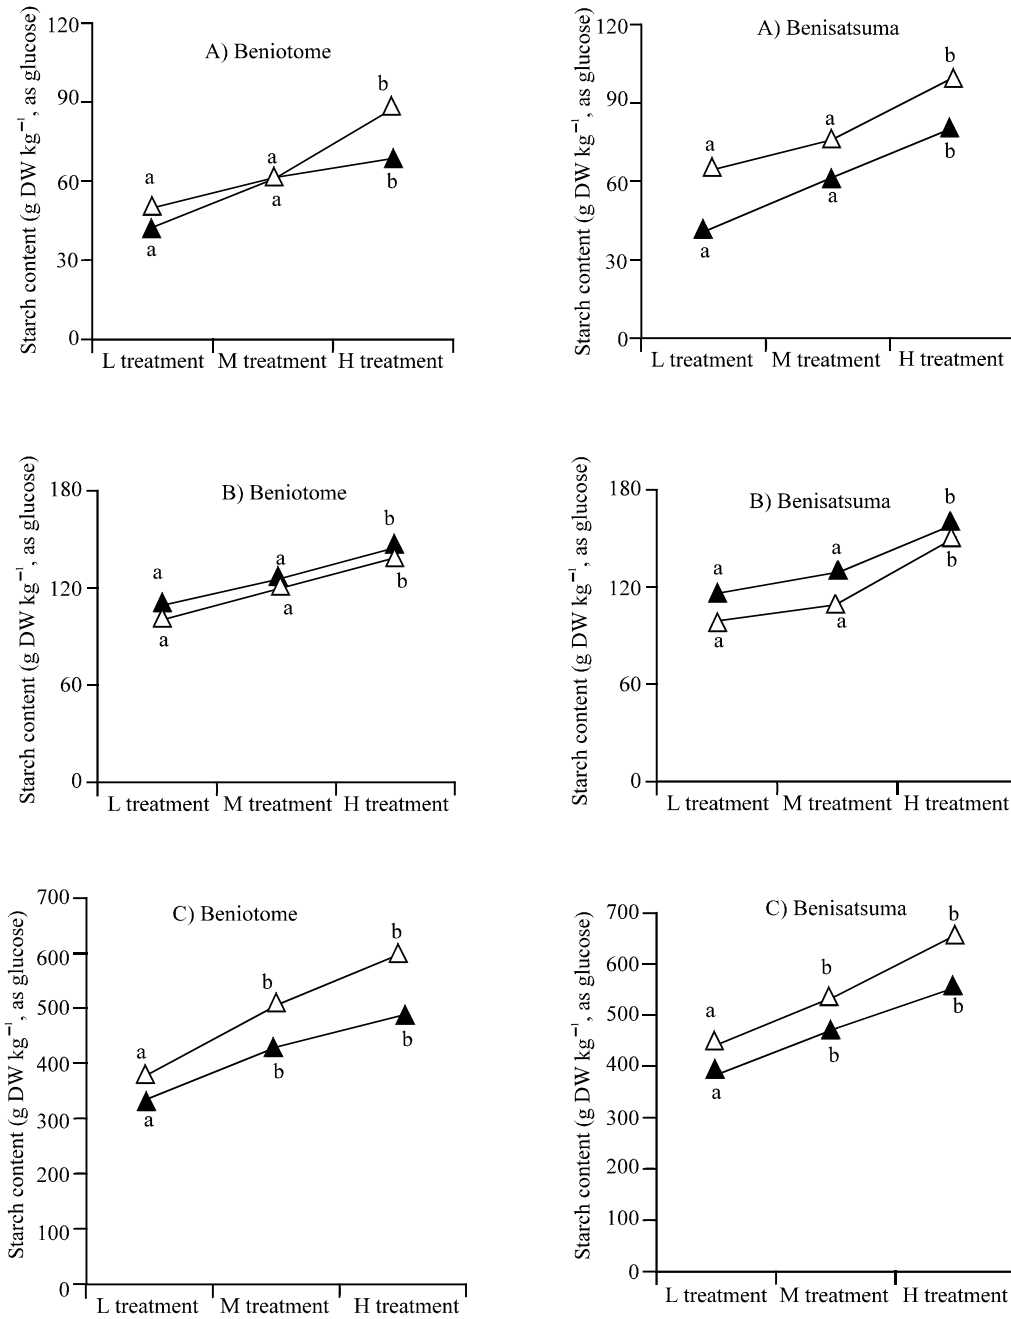 A) Beniotome
Starch content (g DW kg⁻¹, as glucose)
120
90
60
30
0
a
a
a
a
b
b
L treatment M treatment H treatment
A) Benisatsuma
Starch content (g DW kg⁻¹, as glucose)
120
90
60
30
0
a
a
a
a
b
b
L treatment M treatment H treatment
B) Beniotome
Starch content (g DW kg⁻¹, as glucose)
180
120
60
0
a
a
a
a
b
b
L treatment M treatment H treatment
B) Benisatsuma
Starch content (g DW kg⁻¹, as glucose)
180
120
60
0
a
a
a
a
b
b
L treatment M treatment H treatment
C) Beniotome
Starch content (g DW kg⁻¹, as glucose)
700
600
500
400
300
200
100
0
a
a
b
b
b
b
L treatment M treatment H treatment
C) Benisatsuma
Starch content (g DW kg⁻¹, as glucose)
700
600
500
400
300
200
100
0
a
a
b
b
b
b
L treatment M treatment H treatment